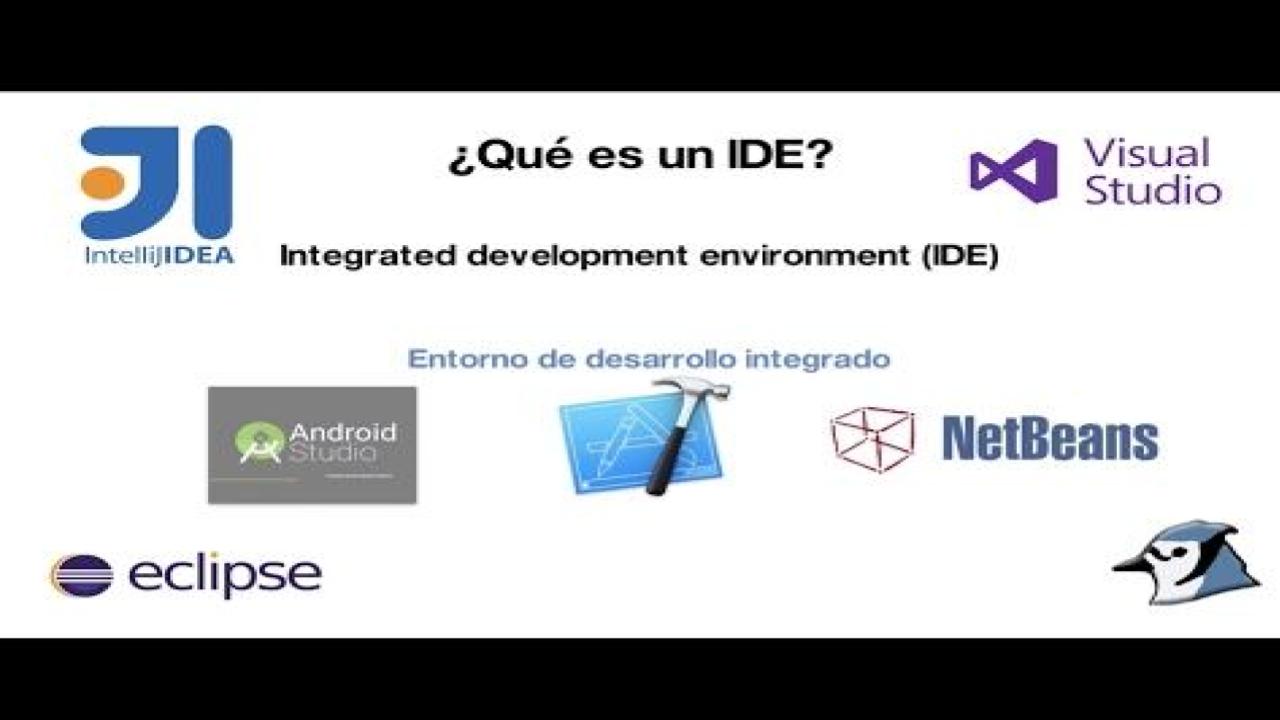 ¿Qué es un IDE?
Visual
Studio
IntelliJIDEA
Integrated development environment (IDE)
Entorno de desarrollo integrado
Android
Studio
NetBeans
eclipse